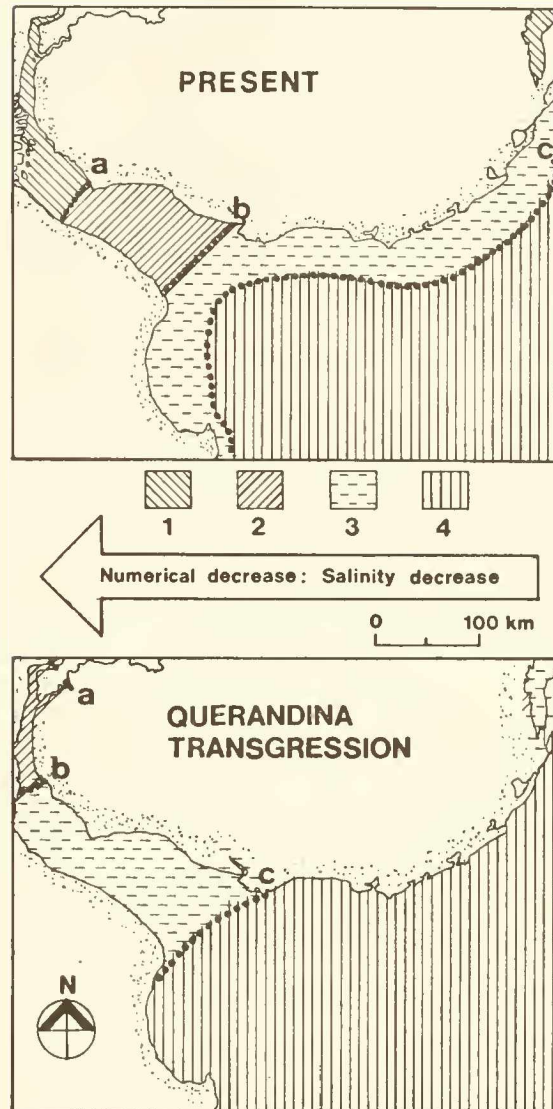 PRESENT
a
b
c
1 2 3 4
Numerical decrease: Salinity decrease
0 100 km
a
QUERANDINA
TRANSGRESSION
b
c
N